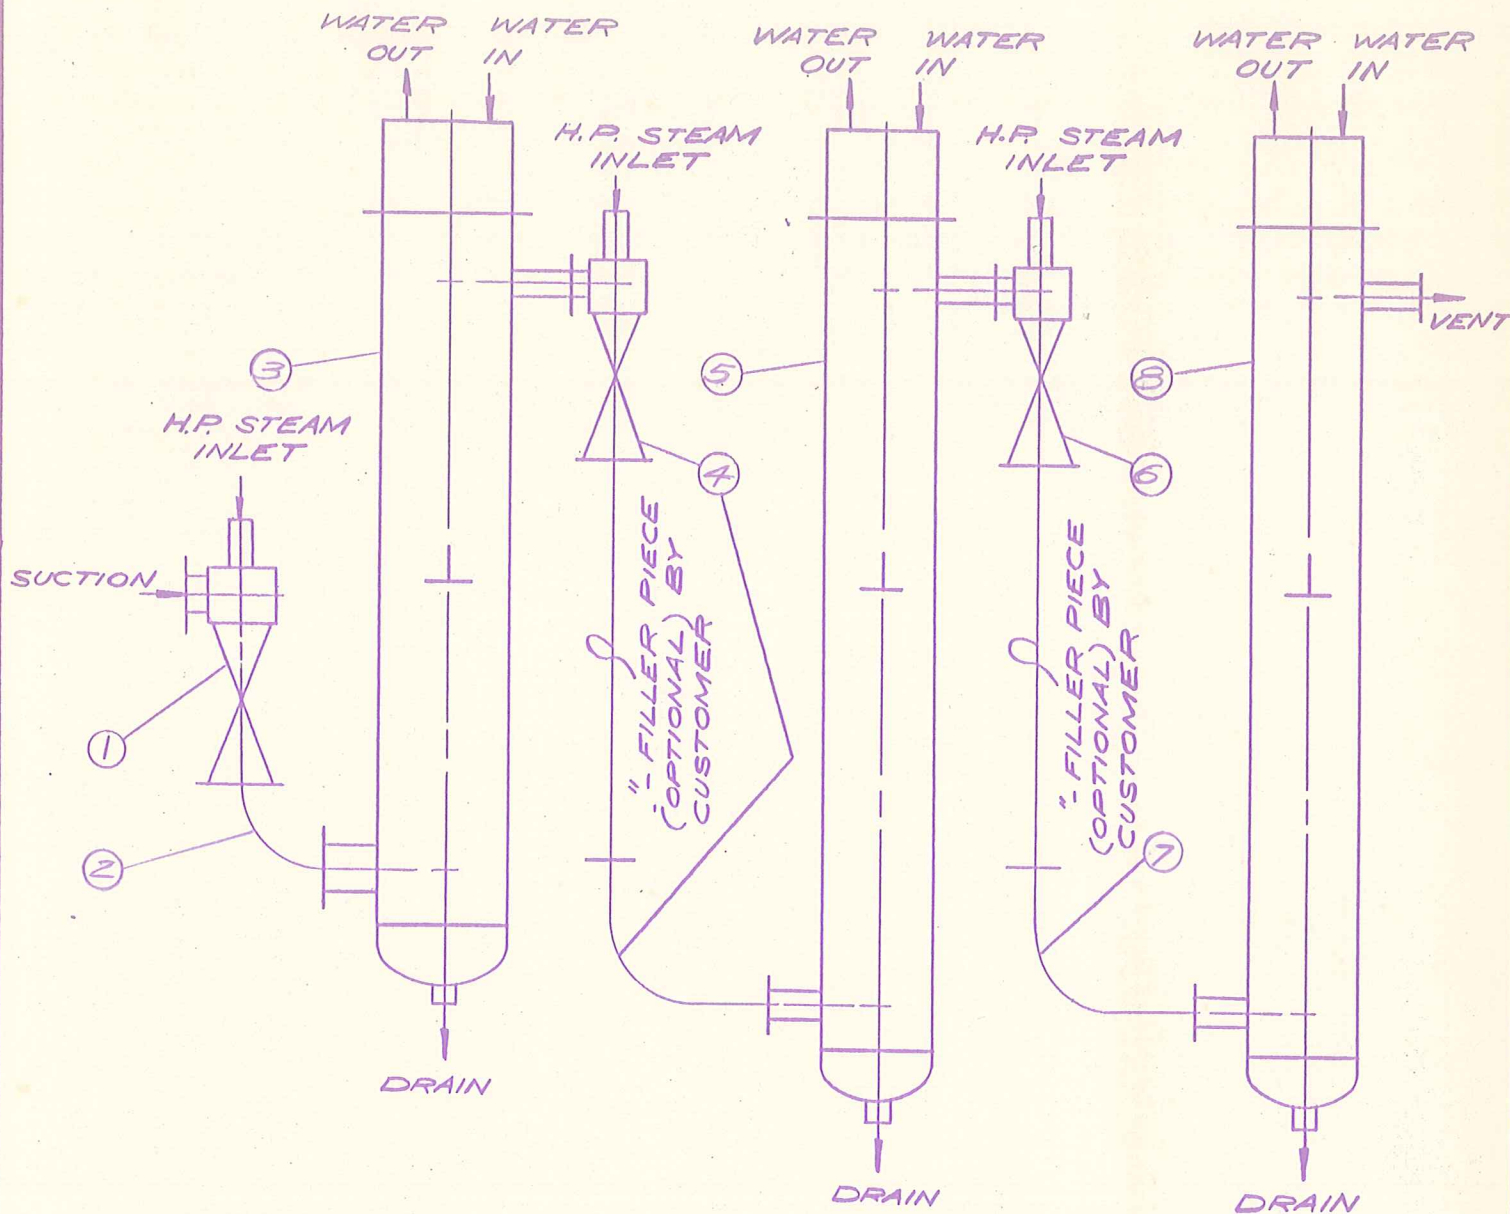 WATER OUT
WATER IN
WATER OUT
WATER IN
WATER OUT
WATER IN
H.P. STEAM
INLET
H.P. STEAM
INLET
VENT
3
5
8
H.P. STEAM
INLET
4
6
SUCTION
"-FILLER PIECE
(OPTIONAL) BY
CUSTOMER
"-FILLER PIECE
(OPTIONAL) BY
CUSTOMER
1
2
7
DRAIN
DRAIN
DRAIN